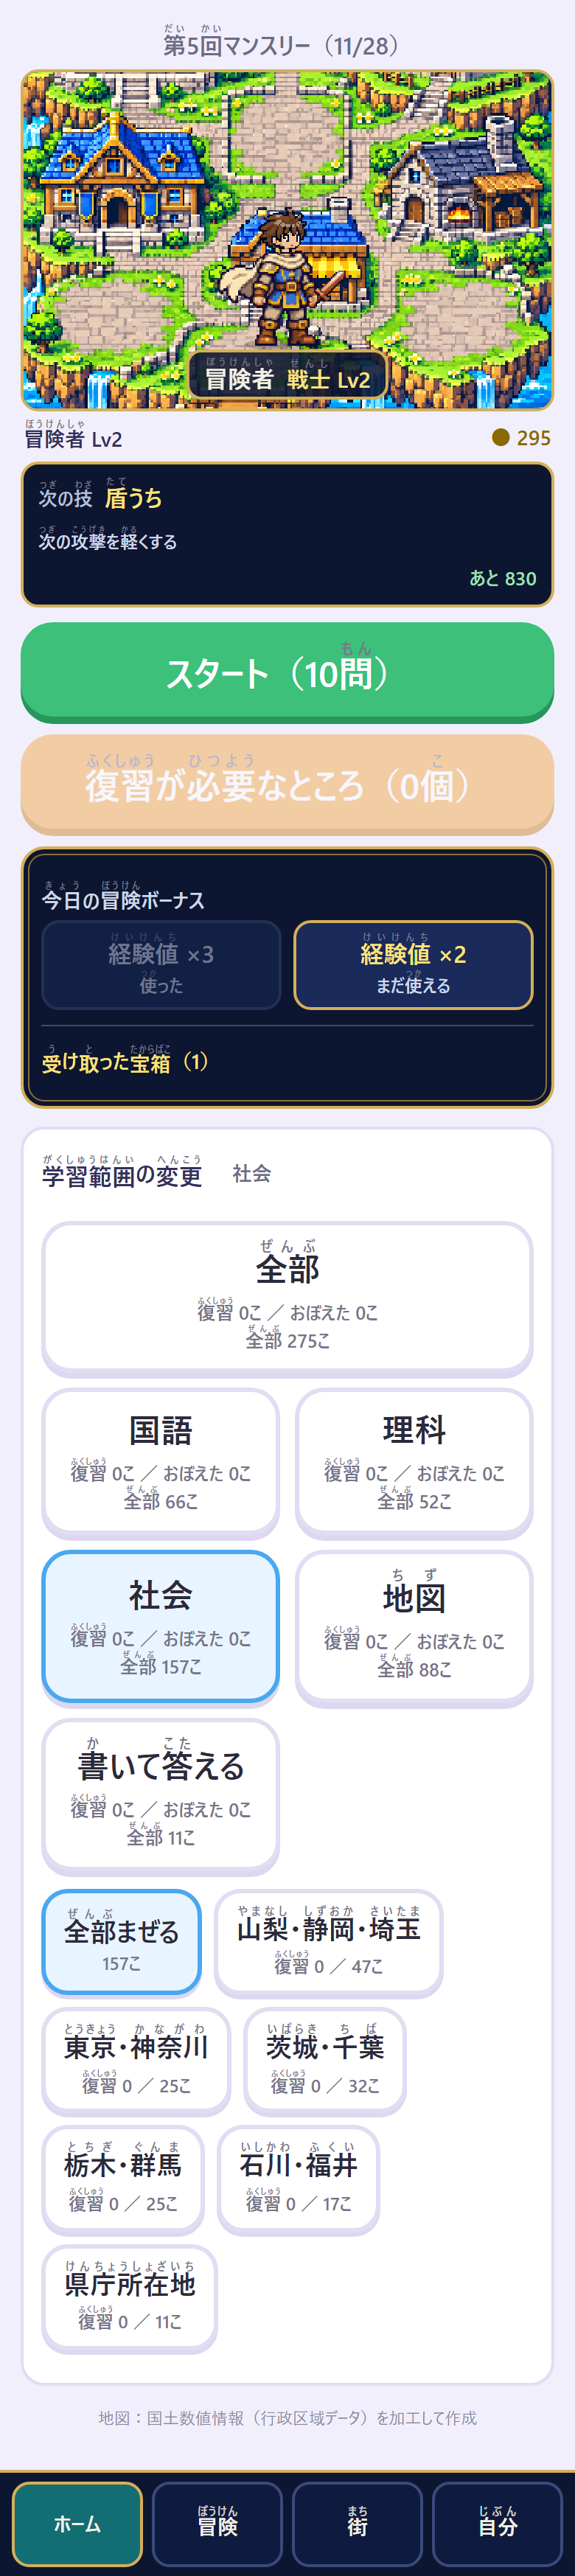 第5回マンスリー（11/28）
冒険者 戦士 Lv2
冒険者 Lv2
295
次の技 盾うち
次の攻撃を軽くする
あと 830
スタート（10問）
復習が必要なところ（0個）
今日の冒険ボーナス
経験値 ×3
使った
経験値 ×2
まだ使える
受け取った宝箱（1）
学習範囲の変更 社会
全部
復習 0こ ／ おぼえた 0こ
全部 275こ
国語
復習 0こ ／ おぼえた 0こ
全部 66こ
理科
復習 0こ ／ おぼえた 0こ
全部 52こ
社会
復習 0こ ／ おぼえた 0こ
全部 157こ
地図
復習 0こ ／ おぼえた 0こ
全部 88こ
書いて答える
復習 0こ ／ おぼえた 0こ
全部 11こ
全部まぜる
157こ
山梨・静岡・埼玉
復習 0 ／ 47こ
東京・神奈川
復習 0 ／ 25こ
茨城・千葉
復習 0 ／ 32こ
栃木・群馬
復習 0 ／ 25こ
石川・福井
復習 0 ／ 17こ
県庁所在地
復習 0 ／ 11こ
地図：国土数値情報（行政区域データ）を加工して作成
ホーム
冒険
街
自分